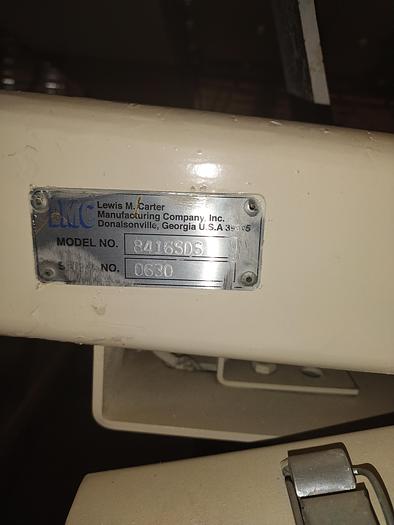 LMC Lewis M. Carter
Manufacturing Company, Inc.
Donalsonville, Georgia U.S.A
MODEL NO. 8416SDS
NO. 0630